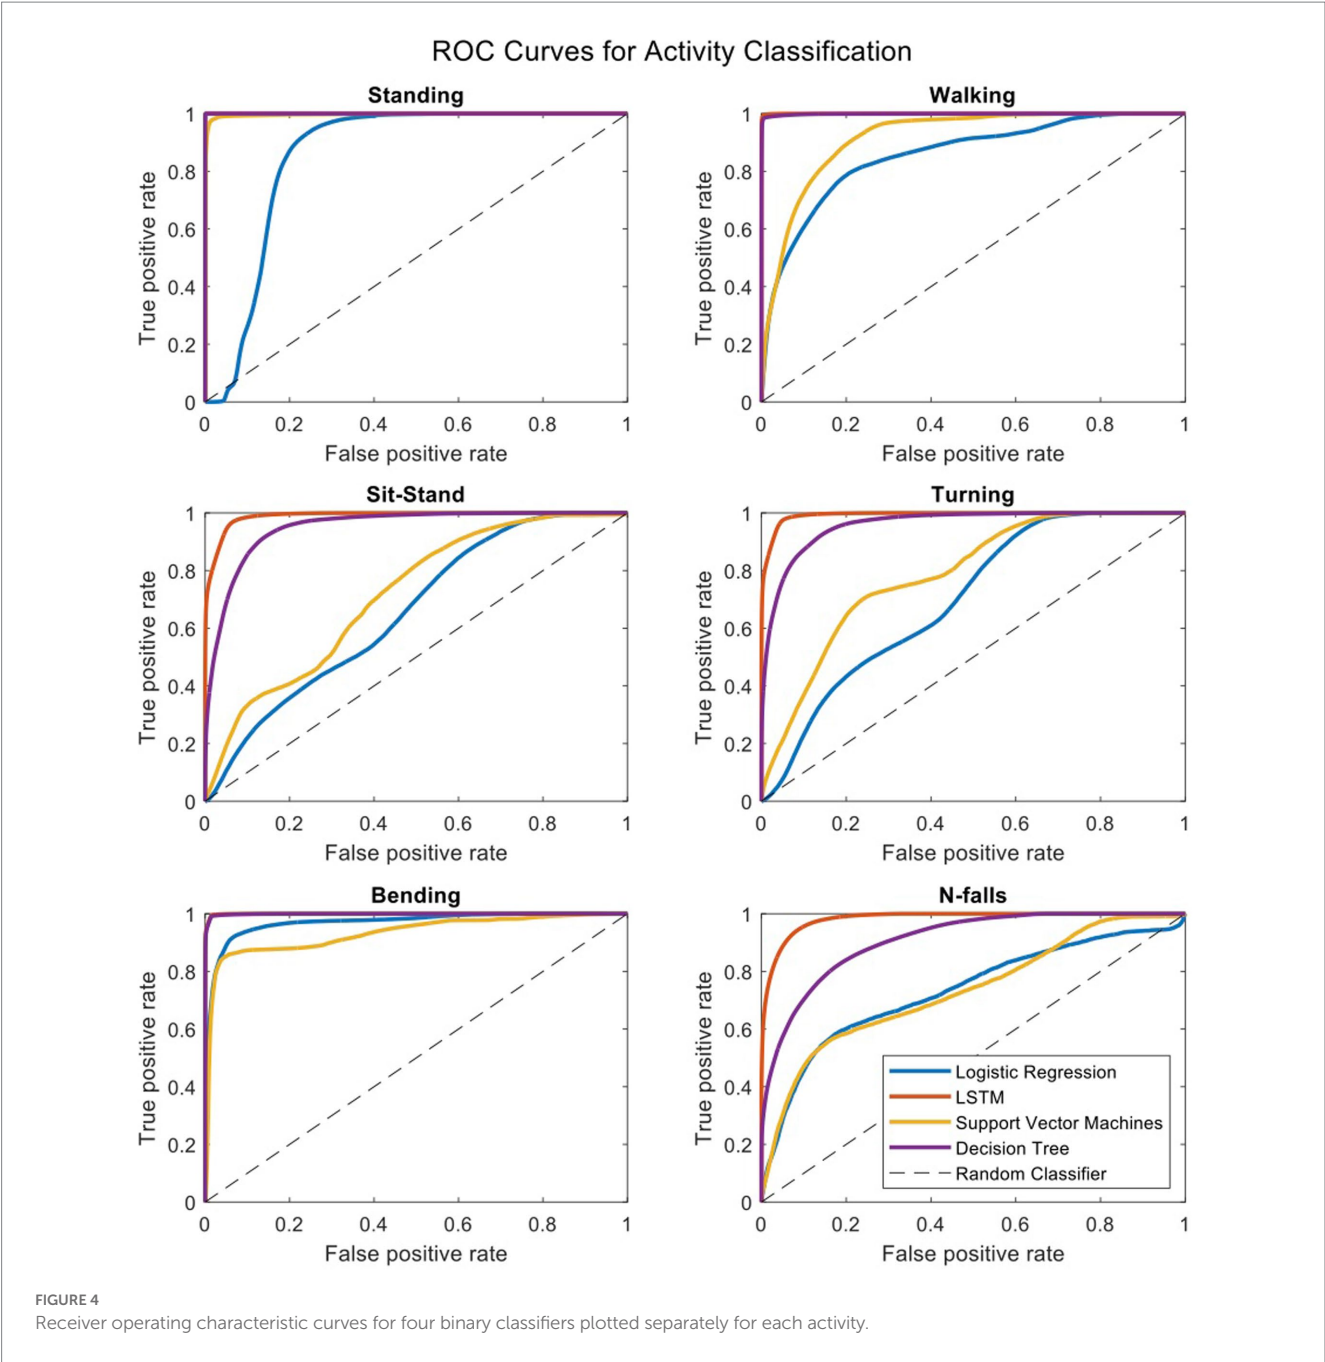 ROC Curves for Activity Classification
Standing
1
0.8
0.6
0.4
0.2
0
True positive rate
0 0.2 0.4 0.6 0.8 1
False positive rate
Walking
1
0.8
0.6
0.4
0.2
0
True positive rate
0 0.2 0.4 0.6 0.8 1
False positive rate
Sit-Stand
1
0.8
0.6
0.4
0.2
0
True positive rate
0 0.2 0.4 0.6 0.8 1
False positive rate
Turning
1
0.8
0.6
0.4
0.2
0
True positive rate
0 0.2 0.4 0.6 0.8 1
False positive rate
Bending
1
0.8
0.6
0.4
0.2
0
True positive rate
0 0.2 0.4 0.6 0.8 1
False positive rate
N-falls
1
0.8
0.6
0.4
0.2
0
True positive rate
Logistic Regression
LSTM
Support Vector Machines
Decision Tree
Random Classifier
0 0.2 0.4 0.6 0.8 1
False positive rate
FIGURE 4
Receiver operating characteristic curves for four binary classifiers plotted separately for each activity.